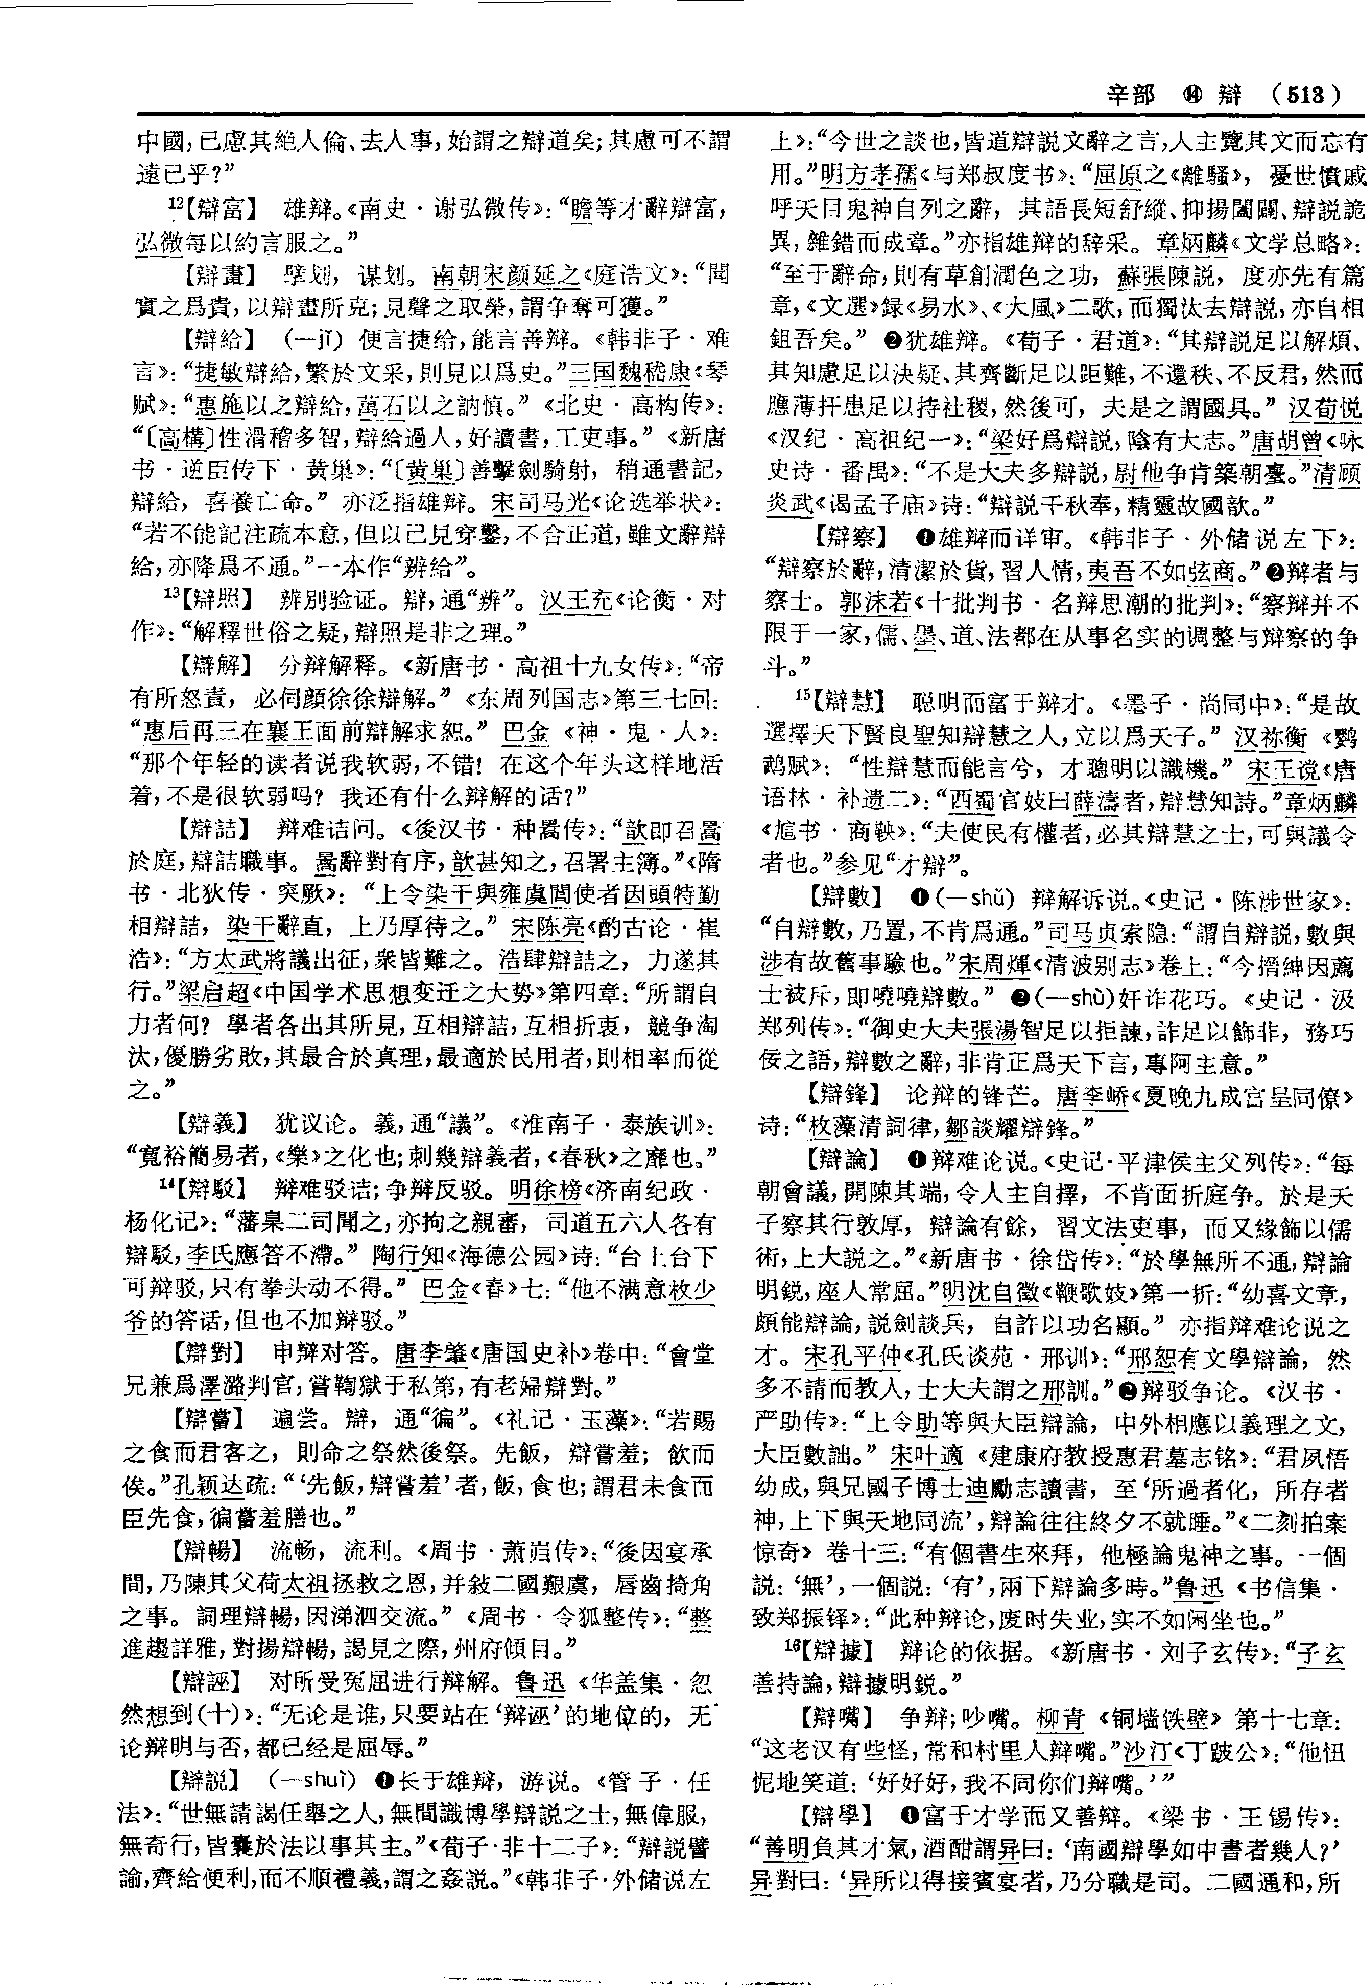 辛部　⑭　辯　（513）
中國，已慮其絶人倫、去人事，始謂之辯道矣；其慮可不謂
遠已乎？”
¹²【辯富】　雄辩。《南史·谢弘微传》：“瞻等才辭辯富，
弘微每以約言服之。”
【辯畫】　擘划，谋划。南朝宋颜延之《庭诰文》：“聞
實之爲貴，以辯畫所克；見聲之取榮，謂争奪可獲。”
【辯給】　（—jǐ）便言捷给，能言善辩。《韩非子·难
言》：“捷敏辯給，繁於文采，則見以爲史。”三国魏嵇康《琴
赋》：“惠施以之辯給，萬石以之訥慎。”《北史·高构传》：
“〔高構〕性滑稽多智，辯給過人，好讀書，工吏事。”《新唐
书·逆臣传下·黄巢》：“〔黄巢〕善擊劍騎射，稍通書記，
辯給，喜養亡命。”亦泛指雄辩。宋司马光《论选举状》：
“若不能記注疏本意，但以己見穿鑿，不合正道，雖文辭辯
給，亦降爲不通。”一本作“辨給”。
¹³【辯照】　辨别验证。辯，通“辨”。汉王充《论衡·对
作》：“解釋世俗之疑，辯照是非之理。”
【辯解】　分辩解释。《新唐书·高祖十九女传》：“帝
有所怒責，必伺顔徐徐辯解。”《东周列国志》第三七回：
“惠后再三在襄王面前辯解求恕。”巴金《神·鬼·人》：
“那个年轻的读者说我软弱，不错！在这个年头这样地活
着，不是很软弱吗？我还有什么辩解的话？”
【辯詰】　辩难诘问。《後汉书·种暠传》：“歆即召暠
於庭，辯詰職事。暠辭對有序，歆甚知之，召署主簿。”《隋
书·北狄传·突厥》：“上令染干與雍虞閭使者因頭特勤
相辯詰，染干辭直，上乃厚待之。”宋陈亮《酌古论·崔
浩》：“方太武將議出征，衆皆難之。浩肆辯詰之，力遂其
行。”梁启超《中国学术思想变迁之大势》第四章：“所謂自
力者何？學者各出其所見，互相辯詰，互相折衷，競争淘
汰，優勝劣敗，其最合於真理，最適於民用者，則相率而從
之。”
【辯義】　犹议论。義，通“議”。《淮南子·泰族训》：
“寬裕簡易者，《樂》之化也；刺幾辯義者，《春秋》之靡也。”
¹⁴【辯駁】　辩难驳诘；争辩反驳。明徐榜《济南纪政·
杨化记》：“藩臬二司聞之，亦拘之親審，司道五六人各有
辯駁，李氏應答不滯。”陶行知《海德公园》诗：“台上台下
可辩驳，只有拳头动不得。”巴金《春》七：“他不满意枚少
爷的答话，但也不加辩驳。”
【辯對】　申辩对答。唐李肇《唐国史补》卷中：“會堂
兄兼爲澤潞判官，嘗鞫獄于私第，有老婦辯對。”
【辯嘗】　遍尝。辯，通“徧”。《礼记·玉藻》：“若賜
之食而君客之，則命之祭然後祭。先飯，辯嘗羞；飲而
俟。”孔颖达疏：“‘先飯，辯嘗羞’者，飯，食也；謂君未食而
臣先食，徧嘗羞膳也。”
【辯暢】　流畅，流利。《周书·萧岿传》：“後因宴承
間，乃陳其父荷太祖拯救之恩，并敍二國艱虞，唇齒掎角
之事。詞理辯暢，因涕泗交流。”《周书·令狐整传》：“整
進趨詳雅，對揚辯暢，謁見之際，州府傾目。”
【辯誣】　对所受冤屈进行辩解。鲁迅《华盖集·忽
然想到（十）》：“无论是谁，只要站在‘辩诬’的地位的，无
论辩明与否，都已经是屈辱。”
【辯説】　（—shuì）❶长于雄辩，游说。《管子·任
法》：“世無請謁任舉之人，無間識博學辯説之士，無偉服，
無奇行，皆囊於法以事其主。”《荀子·非十二子》：“辯説譬
諭，齊給便利，而不順禮義，謂之姦説。”《韩非子·外储说左
上》：“今世之談也，皆道辯説文辭之言，人主覽其文而忘有
用。”明方孝孺《与郑叔度书》：“屈原之《離騷》，憂世憤戚
呼天目鬼神自列之辭，其語長短舒縱、抑揚闔闢、辯説詭
異，雜錯而成章。”亦指雄辩的辞采。章炳麟《文学总略》：
“至于辭命，則有草創潤色之功，蘇張陳説，度亦先有篇
章，《文選》録《易水》、《大風》二歌，而獨汰去辯説，亦自相
鉏吾矣。”❷犹雄辩。《荀子·君道》：“其辯説足以解煩、
其知慮足以決疑、其齊斷足以距難，不還秩、不反君，然而
應薄扞患足以持社稷，然後可，夫是之謂國具。”汉荀悦
《汉纪·高祖纪一》：“梁好爲辯説，陰有大志。”唐胡曾《咏
史诗·番禺》：“不是大夫多辯説，尉他争肯築朝臺。”清顾
炎武《谒孟子庙》诗：“辯説千秋奉，精靈故國歆。”
【辯察】　❶雄辩而详审。《韩非子·外储说左下》：
“辯察於辭，清潔於貨，習人情，夷吾不如弦商。”❷辩者与
察士。郭沫若《十批判书·名辩思潮的批判》：“察辩并不
限于一家，儒、墨、道、法都在从事名实的调整与辩察的争
斗。”
¹⁵【辯慧】　聪明而富于辩才。《墨子·尚同中》：“是故
選擇天下賢良聖知辯慧之人，立以爲天子。”汉祢衡《鹦
鹉赋》：“性辯慧而能言兮，才聰明以識機。”宋王谠《唐
语林·补遗二》：“西蜀官妓曰薛濤者，辯慧知詩。”章炳麟
《訄书·商鞅》：“夫使民有權者，必其辯慧之士，可與議令
者也。”参见“才辯”。
【辯數】　❶（—shǔ）辩解诉说。《史记·陈涉世家》：
“自辯數，乃置，不肯爲通。”司马贞索隐：“謂自辯説，數與
涉有故舊事驗也。”宋周煇《清波别志》卷上：“今搢紳因薦
士被斥，即嘵嘵辯數。”❷（—shù）奸诈花巧。《史记·汲
郑列传》：“御史大夫張湯智足以拒諫，詐足以飾非，務巧
佞之語，辯數之辭，非肯正爲天下言，專阿主意。”
【辯鋒】　论辩的锋芒。唐李峤《夏晚九成宫呈同僚》
诗：“枚藻清詞律，鄒談耀辯鋒。”
【辯論】　❶辩难论说。《史记·平津侯主父列传》：“每
朝會議，開陳其端，令人主自擇，不肯面折庭争。於是天
子察其行敦厚，辯論有餘，習文法吏事，而又緣飾以儒
術，上大説之。”《新唐书·徐岱传》：“於學無所不通，辯論
明鋭，座人常屈。”明沈自徵《鞭歌妓》第一折：“幼喜文章，
頗能辯論，説劍談兵，自許以功名顯。”亦指辩难论说之
才。宋孔平仲《孔氏谈苑·邢训》：“邢恕有文學辯論，然
多不請而教人，士大夫謂之邢訓。”❷辩驳争论。《汉书·
严助传》：“上令助等與大臣辯論，中外相應以義理之文，
大臣數詘。”宋叶適《建康府教授惠君墓志铭》：“君夙悟
幼成，與兄國子博士迪勵志讀書，至‘所過者化，所存者
神，上下與天地同流’，辯論往往終夕不就睡。”《二刻拍案
惊奇》卷十三：“有個書生來拜，他極論鬼神之事。一個
説：‘無’，一個説：‘有’，兩下辯論多時。”鲁迅《书信集·
致郑振铎》：“此种辩论，废时失业，实不如闲坐也。”
¹⁶【辯據】　辩论的依据。《新唐书·刘子玄传》：“子玄
善持論，辯據明鋭。”
【辯嘴】　争辩；吵嘴。柳青《铜墙铁壁》第十七章：
“这老汉有些怪，常和村里人辩嘴。”沙汀《丁跛公》：“他忸
怩地笑道：‘好好好，我不同你们辩嘴。’”
【辯學】　❶富于才学而又善辩。《梁书·王锡传》：
“善明負其才氣，酒酣謂异曰：‘南國辯學如中書者幾人？’
异對曰：‘异所以得接賓宴者，乃分職是司。二國通和，所